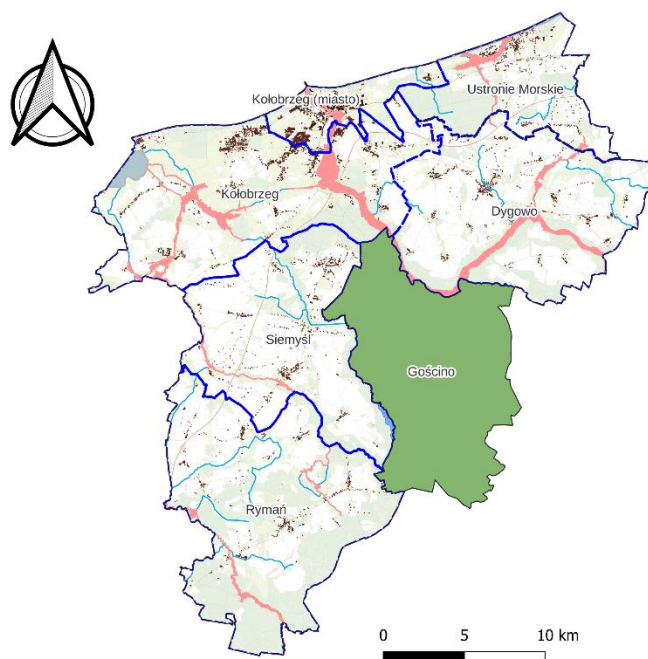 Ustronie Morskie
Kołobrzeg (miasto)
Kołobrzeg
Dygowo
Siemyśl
Gościno
Rymań
0 5 10 km